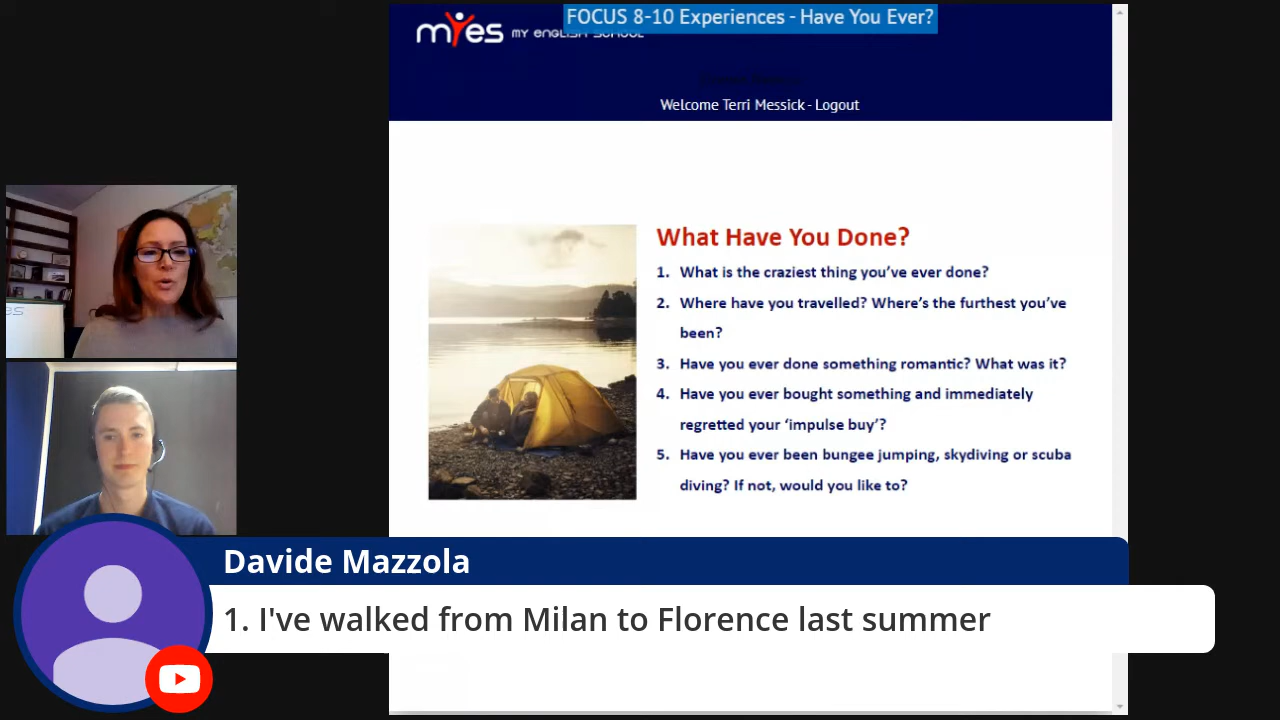 FOCUS 8-10 Experiences - Have You Ever?
myes MY ENGLISH SCHOOL
Welcome Terri Messick - Logout
What Have You Done?
1. What is the craziest thing you've ever done?
2. Where have you travelled? Where's the furthest you've
been?
3. Have you ever done something romantic? What was it?
4. Have you ever bought something and immediately
regretted your 'impulse buy'?
5. Have you ever been bungee jumping, skydiving or scuba
diving? If not, would you like to?
Davide Mazzola
1. I've walked from Milan to Florence last summer